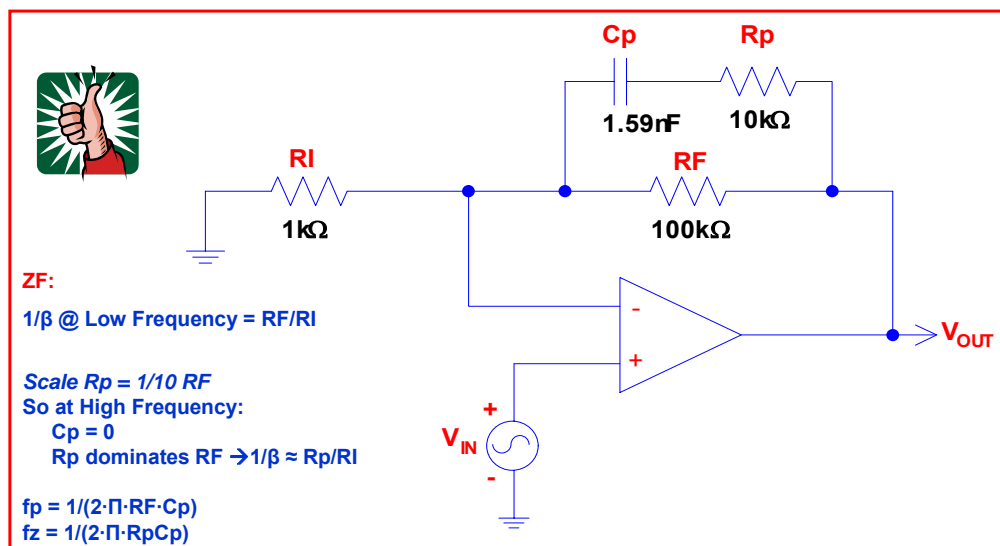 Cp
Rp
1.59nF
10kΩ
RI
RF
1kΩ
100kΩ
ZF:
1/β @ Low Frequency = RF/RI
-
+
VOUT
Scale Rp = 1/10 RF
So at High Frequency:
Cp = 0
Rp dominates RF →1/β ≈ Rp/RI
+
VIN
-
fp = 1/(2·Π·RF·Cp)
fz = 1/(2·Π·RpCp)